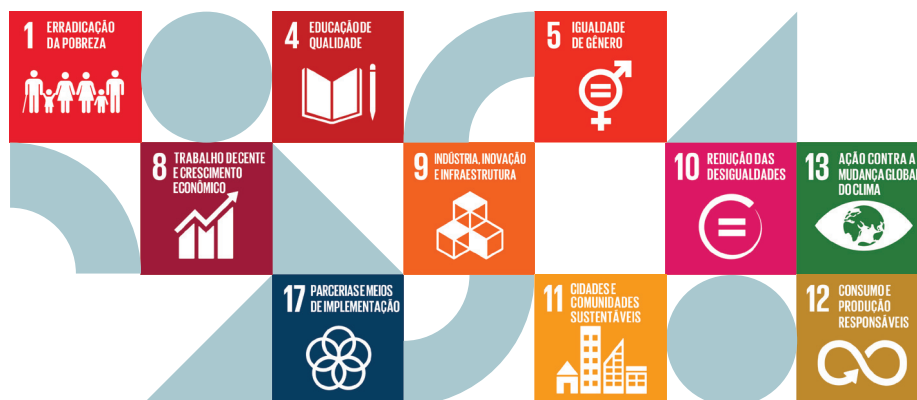 1 ERRADICAÇÃO
DA POBREZA
4 EDUCAÇÃO DE
QUALIDADE
5 IGUALDADE
DE GÊNERO
8 TRABALHO DECENTE
E CRESCIMENTO
ECONÔMICO
9 INDÚSTRIA, INOVAÇÃO
E INFRAESTRUTURA
10 REDUÇÃO DAS
DESIGUALDADES
13 AÇÃO CONTRA A
MUDANÇA GLOBAL
DO CLIMA
17 PARCERIAS E MEIOS
DE IMPLEMENTAÇÃO
11 CIDADES E
COMUNIDADES
SUSTENTÁVEIS
12 CONSUMO E
PRODUÇÃO
RESPONSÁVEIS